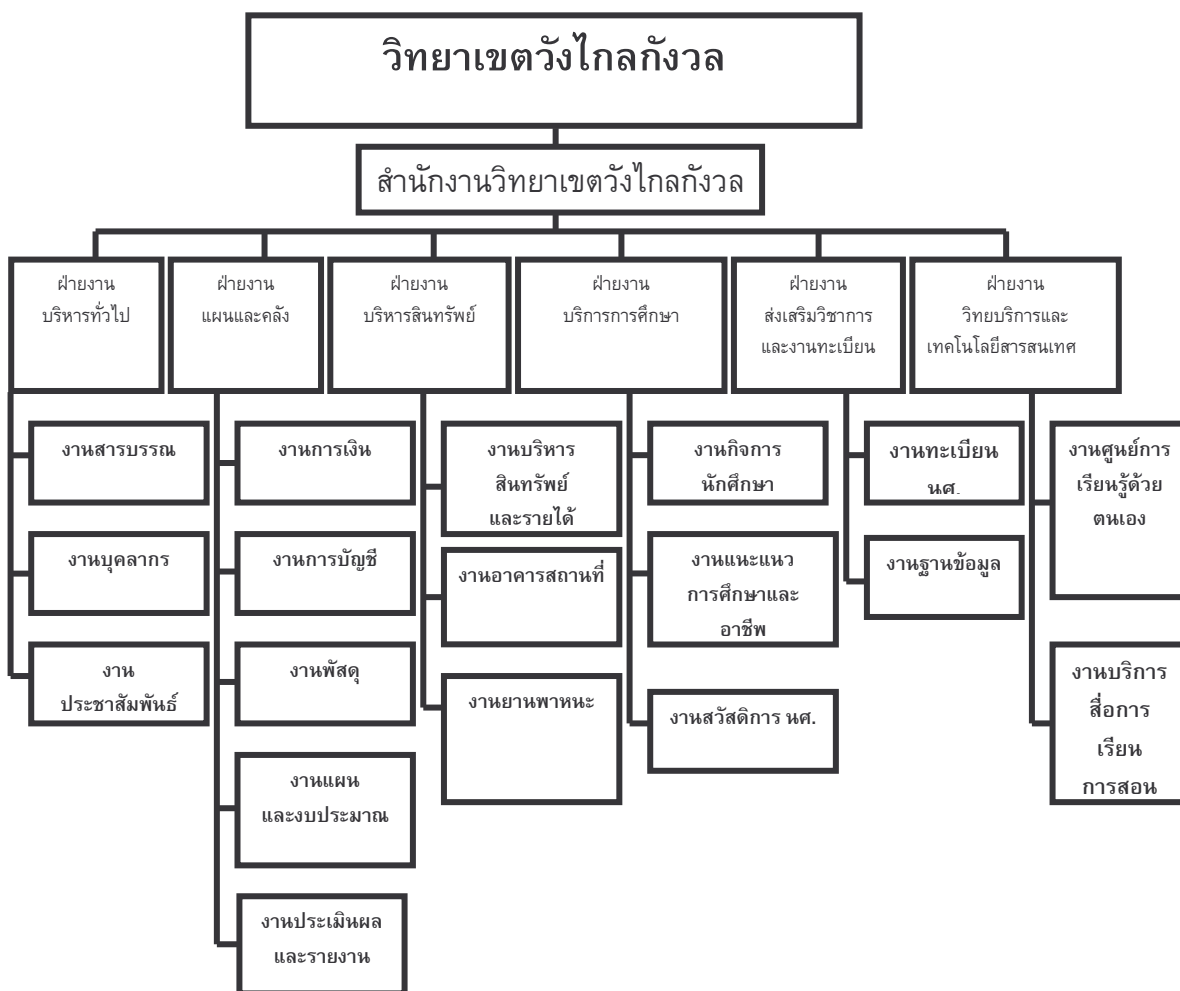 วิทยาเขตวังไกลกังวล
สำนักงานวิทยาเขตวังไกลกังวล
ฝ่ายงาน
บริหารทั่วไป
ฝ่ายงาน
แผนและคลัง
ฝ่ายงาน
บริหารสินทรัพย์
ฝ่ายงาน
บริการการศึกษา
ฝ่ายงาน
ส่งเสริมวิชาการ
และงานทะเบียน
ฝ่ายงาน
วิทยบริการและ
เทคโนโลยีสารสนเทศ
งานสารบรรณ
งานบุคลากร
งาน
ประชาสัมพันธ์
งานการเงิน
งานการบัญชี
งานพัสดุ
งานแผน
และงบประมาณ
งานประเมินผล
และรายงาน
งานบริหาร
สินทรัพย์
และรายได้
งานอาคารสถานที่
งานยานพาหนะ
งานกิจการ
นักศึกษา
งานแนะแนว
การศึกษาและ
อาชีพ
งานสวัสดิการ นศ.
งานทะเบียน
นศ.
งานฐานข้อมูล
งานศูนย์การ
เรียนรู้ด้วย
ตนเอง
งานบริการ
สื่อการ
เรียน
การสอน